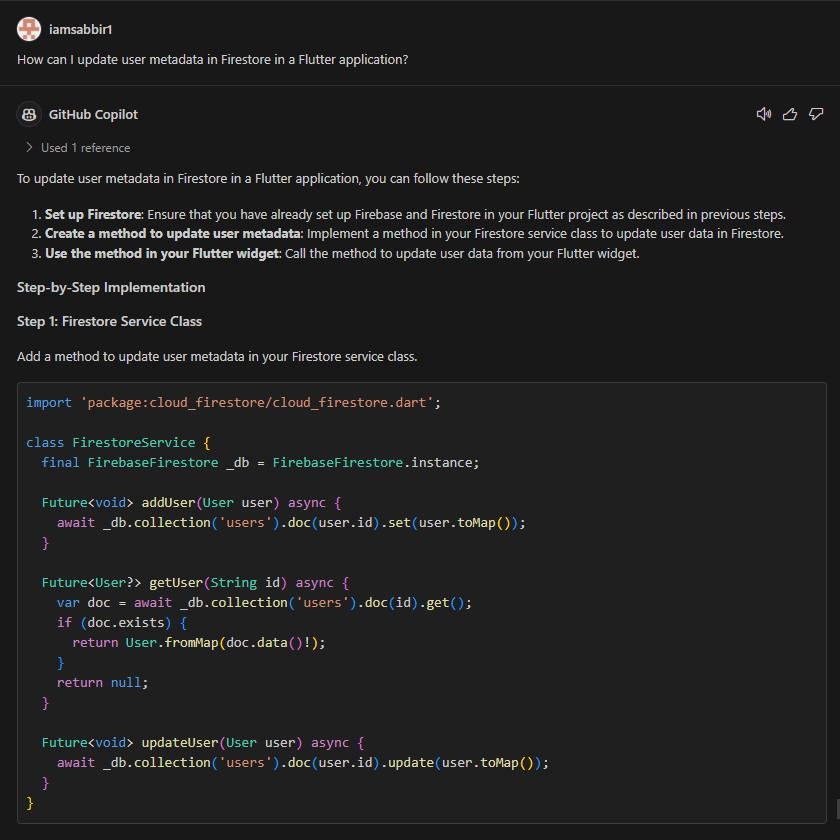 iamsabbir1
How can I update user metadata in Firestore in a Flutter application?
GitHub Copilot
Used 1 reference
To update user metadata in Firestore in a Flutter application, you can follow these steps:
1. Set up Firestore: Ensure that you have already set up Firebase and Firestore in your Flutter project as described in previous steps.
2. Create a method to update user metadata: Implement a method in your Firestore service class to update user data in Firestore.
3. Use the method in your Flutter widget: Call the method to update user data from your Flutter widget.
Step-by-Step Implementation
Step 1: Firestore Service Class
Add a method to update user metadata in your Firestore service class.
import 'package:cloud_firestore/cloud_firestore.dart';

class FirestoreService {
  final FirebaseFirestore _db = FirebaseFirestore.instance;

  Future<void> addUser(User user) async {
    await _db.collection('users').doc(user.id).set(user.toMap());
  }

  Future<User?> getUser(String id) async {
    var doc = await _db.collection('users').doc(id).get();
    if (doc.exists) {
      return User.fromMap(doc.data()!);
    }
    return null;
  }

  Future<void> updateUser(User user) async {
    await _db.collection('users').doc(user.id).update(user.toMap());
  }
}